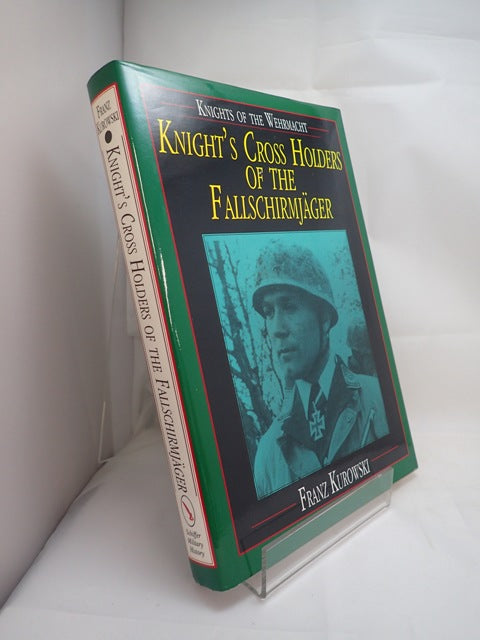 KNIGHTS OF THE WEHRMACHT
KNIGHT'S CROSS HOLDERS
OF THE
FALLSCHIRMJÄGER
FRANZ KUROWSKI
FRANZ
KUROWSKI
KNIGHT'S CROSS HOLDERS OF THE FALLSCHIRMJÄGER
Schiffer
Military
History